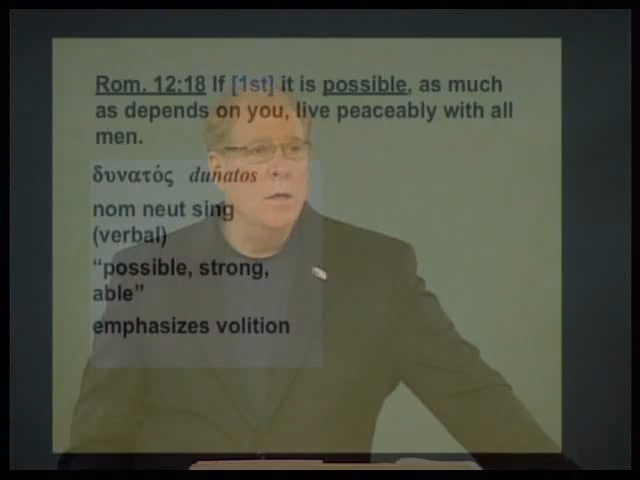 Rom. 12:18 If [1st] it is possible, as much
as depends on you, live peaceably with all
men.
δυνατός dunatos
nom neut sing
(verbal)
“possible, strong,
able”
emphasizes volition